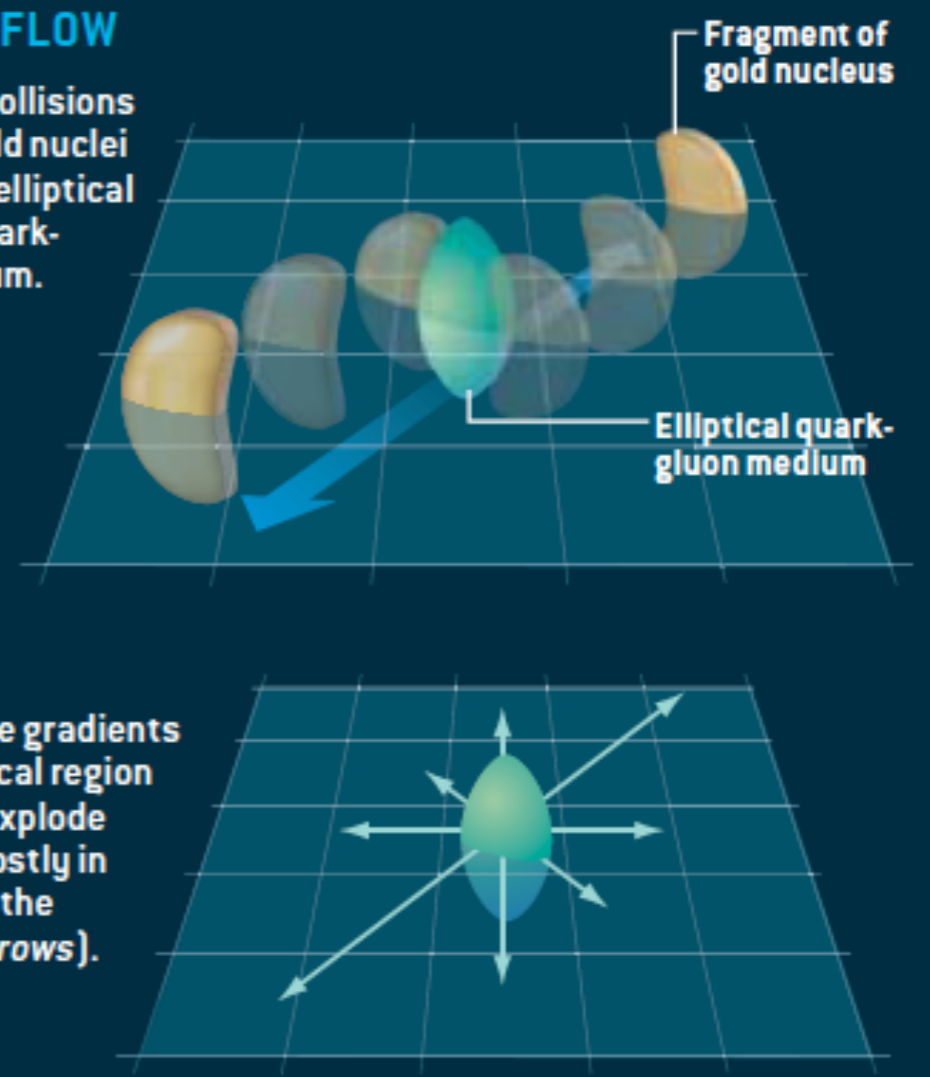 FLOW
ollisions
ld nuclei
elliptical
ark-
m.
Fragment of
gold nucleus
Elliptical quark-
gluon medium
e gradients
cal region
xplode
ostly in
the
rows).